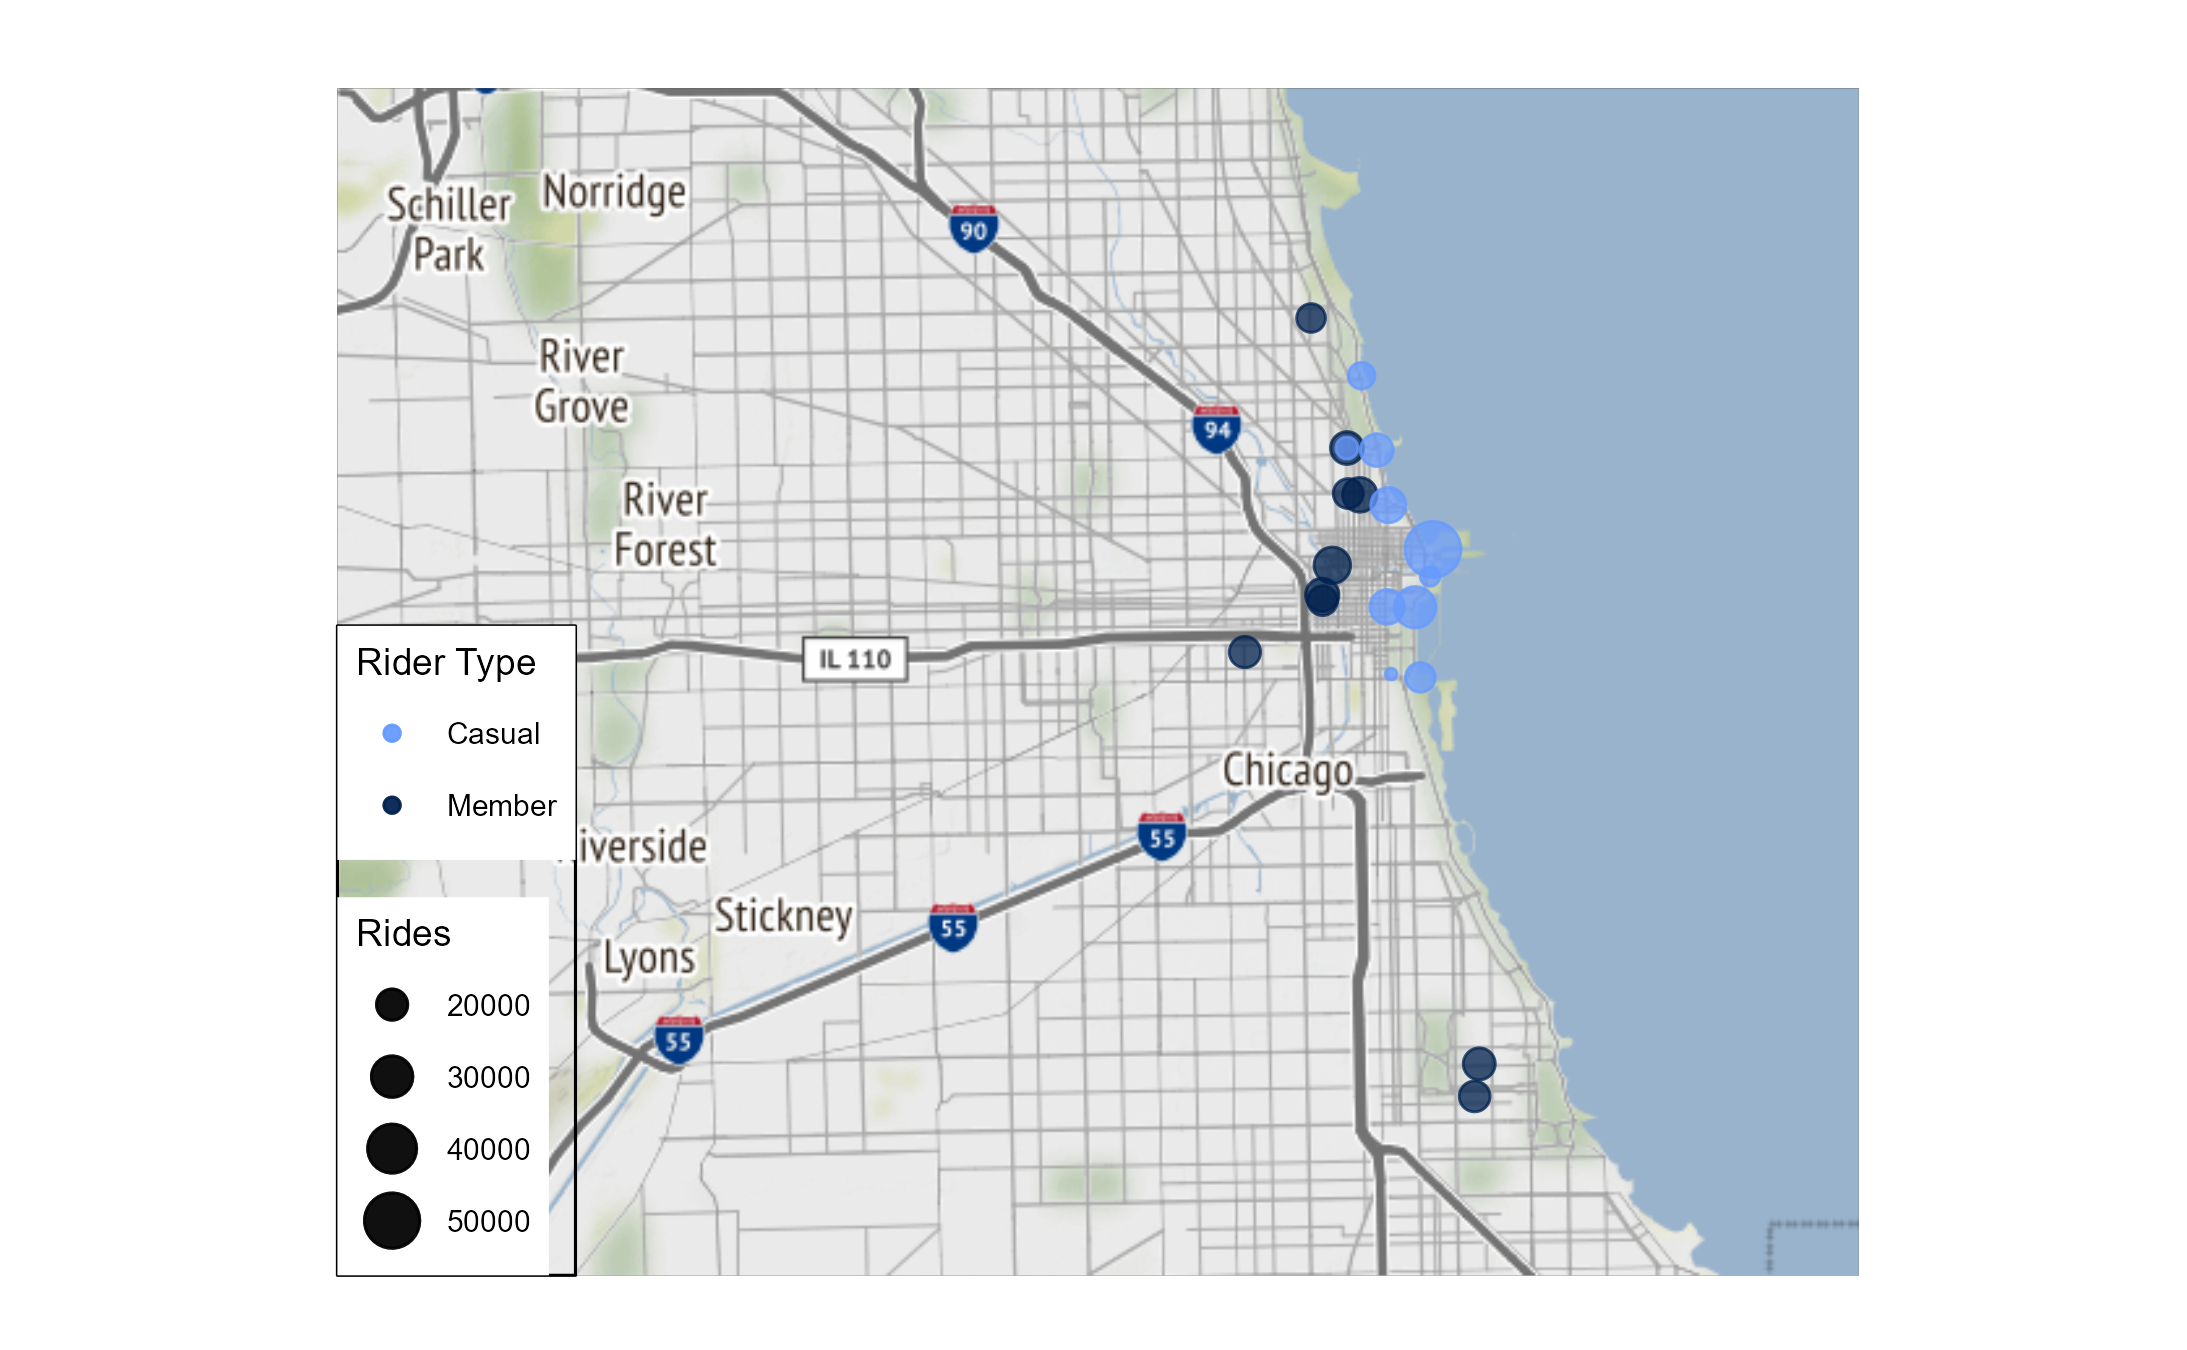 Norridge
Schiller
Park
90
River
Grove
94
River
Forest
IL 110
Rider Type
Casual
Member
Chicago
55
iverside
Stickney
55
Lyons
55
Rides
20000
30000
40000
50000